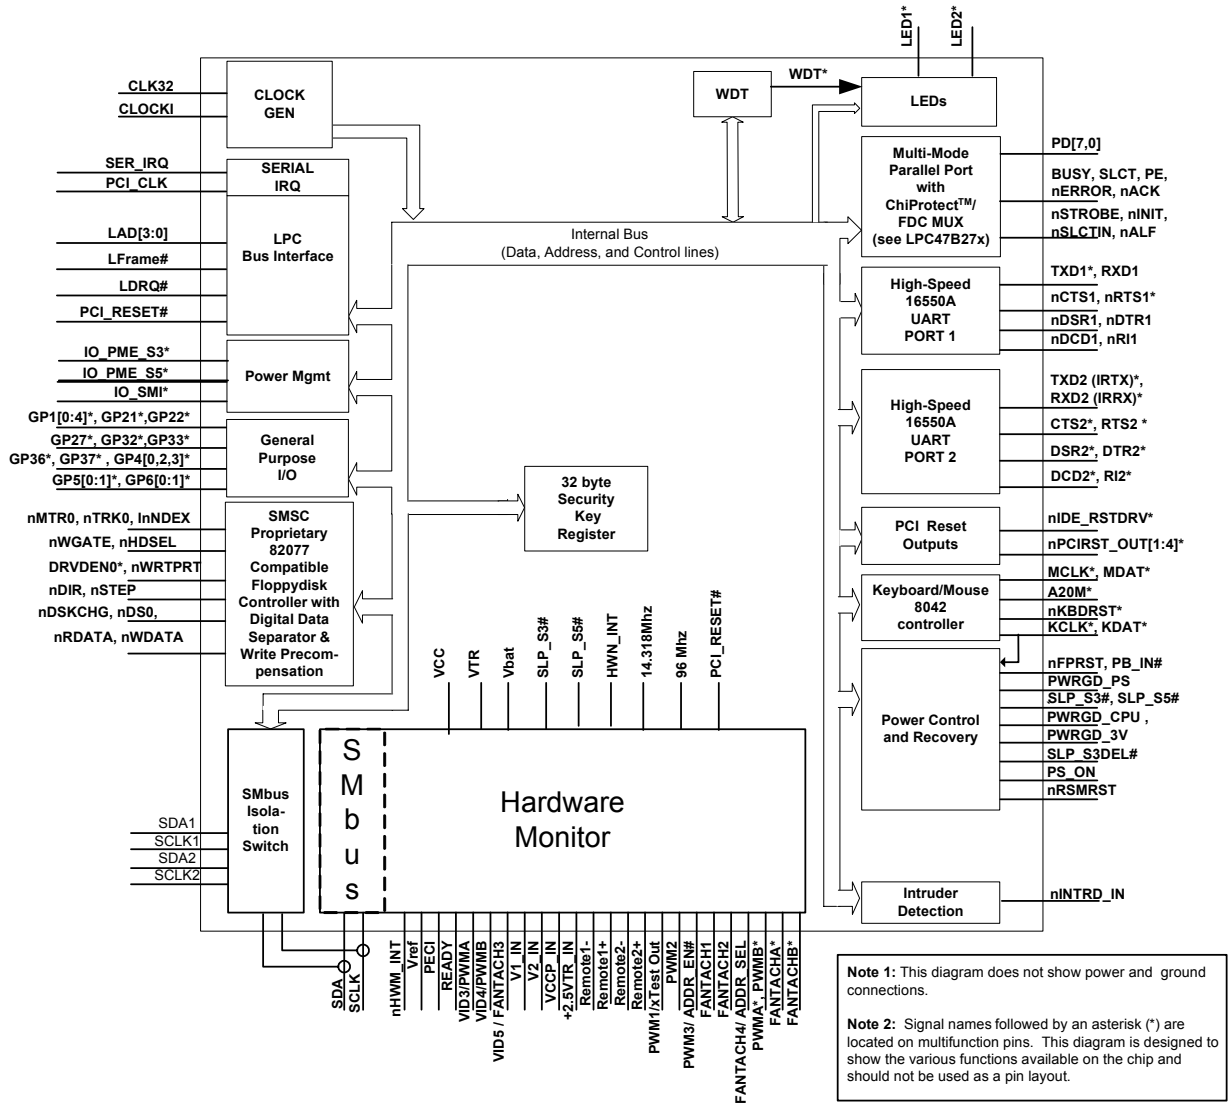 LED1*
LED2*
CLK32
CLOCKI
CLOCK
GEN
WDT
WDT*
LEDs
SER_IRQ
PCI_CLK
SERIAL
IRQ
LAD[3:0]
LFrame#
LDRQ#
PCI_RESET#
LPC
Bus Interface
Internal Bus
(Data, Address, and Control lines)
Multi-Mode
Parallel Port
with
ChiProtect™/
FDC MUX
(see LPC47B27x)
PD[7,0]
BUSY, SLCT, PE,
nERROR, nACK
nSTROBE, nINIT,
nSLCTIN, nALF
High-Speed
16550A
UART
PORT 1
TXD1*, RXD1
nCTS1, nRTS1*
nDSR1, nDTR1
nDCD1, nRI1
IO_PME_S3*
IO_PME_S5*
IO_SMI*
Power Mgmt
High-Speed
16550A
UART
PORT 2
TXD2 (IRTX)*,
RXD2 (IRRX)*
CTS2*, RTS2 *
DSR2*, DTR2*
DCD2*, RI2*
GP1[0:4]*, GP21*,GP22*
GP27*, GP32*,GP33*
GP36*, GP37* , GP4[0,2,3]*
GP5[0:1]*, GP6[0:1]*
General
Purpose
I/O
32 byte
Security
Key
Register
nMTR0, nTRK0, InNDEX
nWGATE, nHDSEL
DRVDEN0*, nWRTPRT
nDIR, nSTEP
nDSKCHG, nDS0,
nRDATA, nWDATA
SMSC
Proprietary
82077
Compatible
Floppydisk
Controller with
Digital Data
Separator &
Write Precom-
pensation
PCI Reset
Outputs
nIDE_RSTDRV*
nPCIRST_OUT[1:4]*
Keyboard/Mouse
8042
controller
MCLK*, MDAT*
A20M*
nKBDRST*
KCLK*, KDAT*
Power Control
and Recovery
nFPRST, PB_IN#
PWRGD_PS
SLP_S3#, SLP_S5#
PWRGD_CPU ,
PWRGD_3V
SLP_S3DEL#
PS_ON
nRSMRST
VCC
VTR
Vbat
SLP_S3#
SLP_S5#
HWN_INT
14.318Mhz
96 Mhz
PCI_RESET#
SMbus
Isola-
tion
Switch
SDA1
SCLK1
SDA2
SCLK2
SMbus
Hardware
Monitor
Intruder
Detection
nINTRD_IN
SDA
SCLK
nHWM_INT
Vref
PECI
READY
VID3/PWMA
VID4/PWMB
VID5 / FANTACH3
V1_IN
V2_IN
VCCP_IN
+2.5VTR_IN
Remote1-
Remote1+
Remote2-
Remote2+
PWM1/xTest Out
PWM2
PWM3/ ADDR_EN#
FANTACH1
FANTACH2
FANTACH4/ ADDR_SEL
PWMA*, PWMB*
FANTACHA*
FANTACHB*
Note 1: This diagram does not show power and ground
connections.
Note 2: Signal names followed by an asterisk (*) are
located on multifunction pins. This diagram is designed to
show the various functions available on the chip and
should not be used as a pin layout.